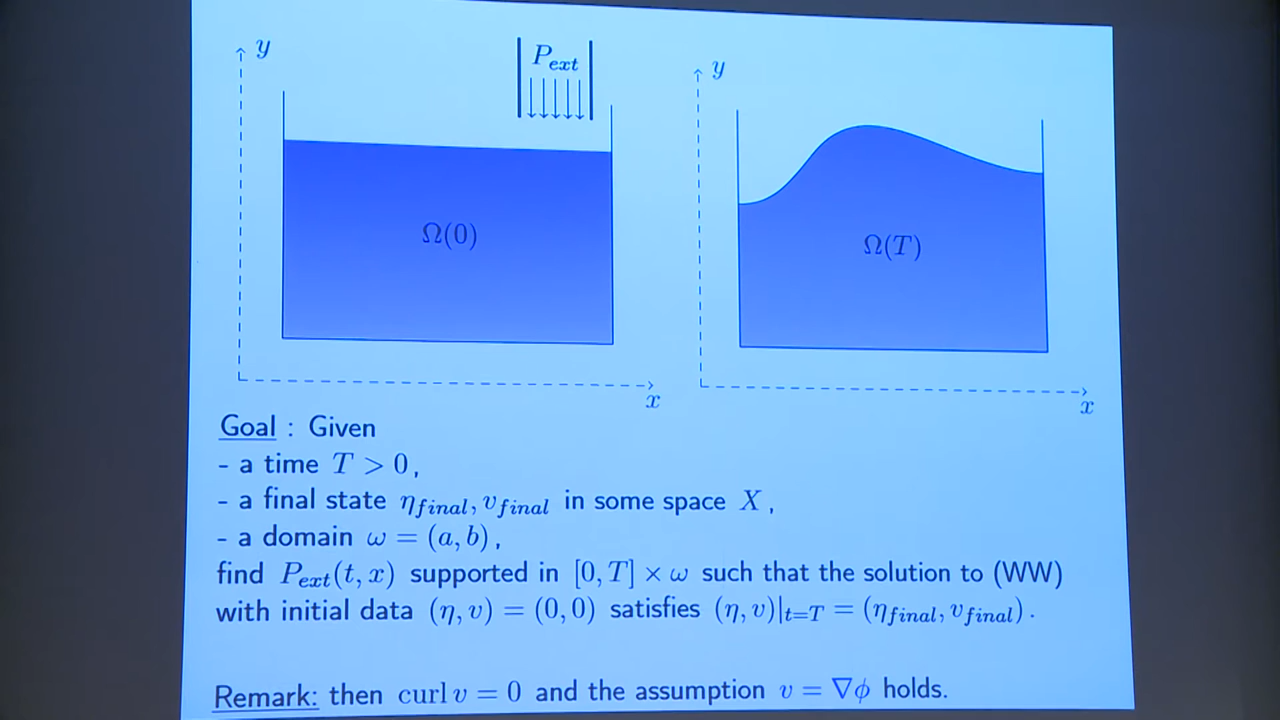 y
P_ext
y
Ω(0)
Ω(T)
x
x
Goal : Given
- a time T > 0,
- a final state η_final, v_final in some space X,
- a domain ω = (a, b),
find P_ext(t, x) supported in [0, T] × ω such that the solution to (WW)
with initial data (η, v) = (0, 0) satisfies (η, v)|_{t=T} = (η_final, v_final).
Remark: then curl v = 0 and the assumption v = ∇ϕ holds.